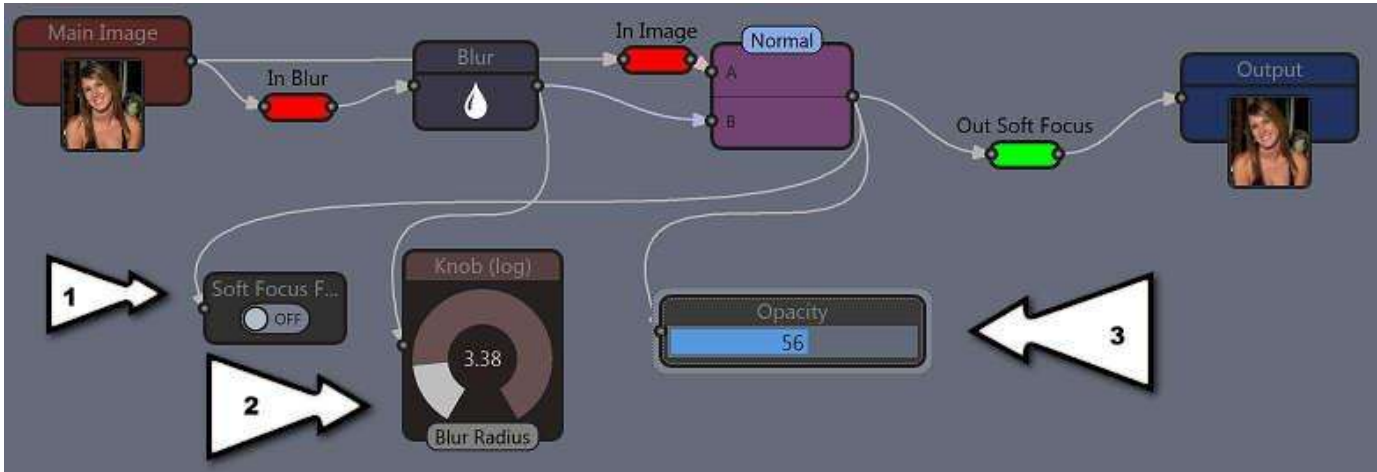 Main Image
In Blur
Blur
In Image
Normal
A
B
Out Soft Focus
Output
1
Soft Focus F...
OFF
2
Knob (log)
3.38
Blur Radius
Opacity
56
3